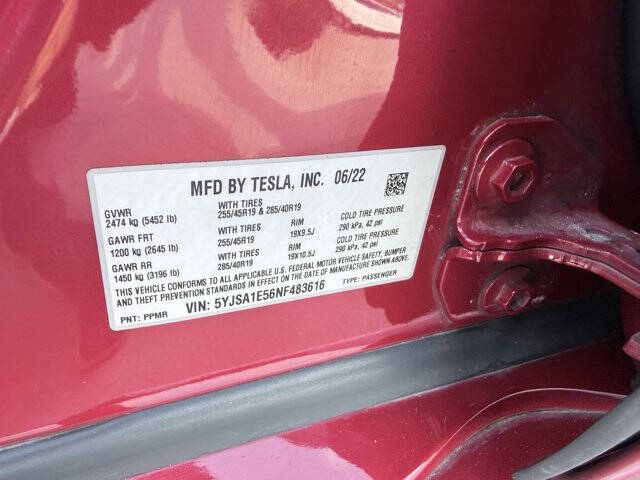 MFD BY TESLA, INC. 06/22
GVWR
2474 kg (5452 lb)
WITH TIRES
255/45R19 & 285/40R19
COLD TIRE PRESSURE
290 kPa, 42 psi
GAWR FRT
1200 kg (2645 lb)
WITH TIRES
255/45R19
RIM
19X9.5J
GAWR RR
1450 kg (3196 lb)
WITH TIRES
285/40R19
RIM
19X10.5J
COLD TIRE PRESSURE
290 kPa, 42 psi
THIS VEHICLE CONFORMS TO ALL APPLICABLE U.S. FEDERAL MOTOR VEHICLE SAFETY, BUMPER
AND THEFT PREVENTION STANDARDS IN EFFECT ON THE DATE OF MANUFACTURE SHOWN ABOVE.
VIN: 5YJSA1E56NF483616
TYPE: PASSENGER
PNT: PPMR